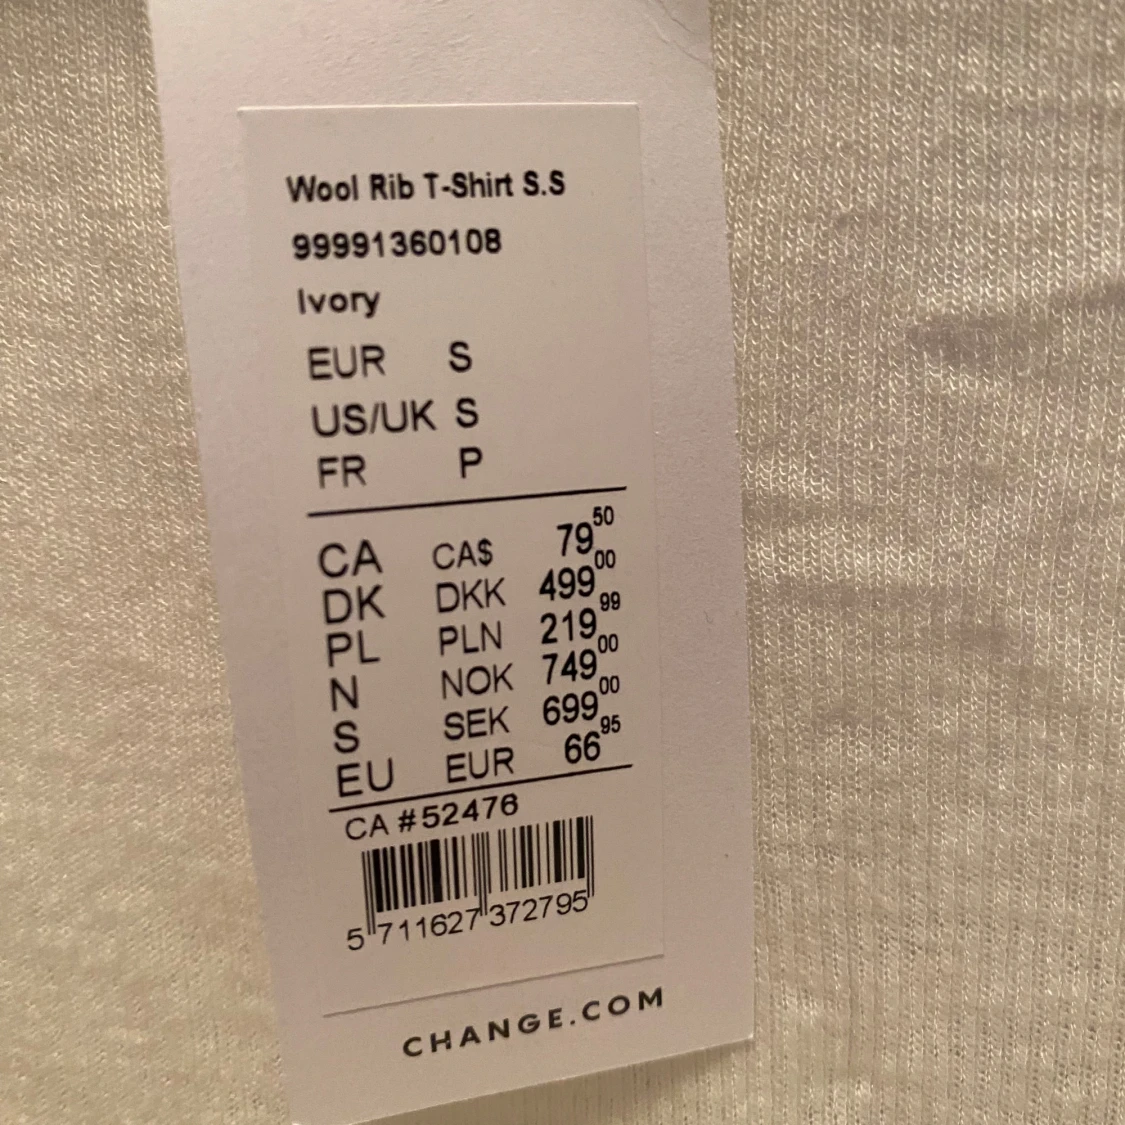 Wool Rib T-Shirt S.S
99991360108
Ivory
EUR S
US/UK S
FR P
CA CA$ 79⁵⁰
DK DKK 499⁰⁰
PL PLN 219⁹⁹
N NOK 749⁰⁰
S SEK 699⁰⁰
EU EUR 66⁹⁵
CA #52476
5 711627 372795
CHANGE.COM